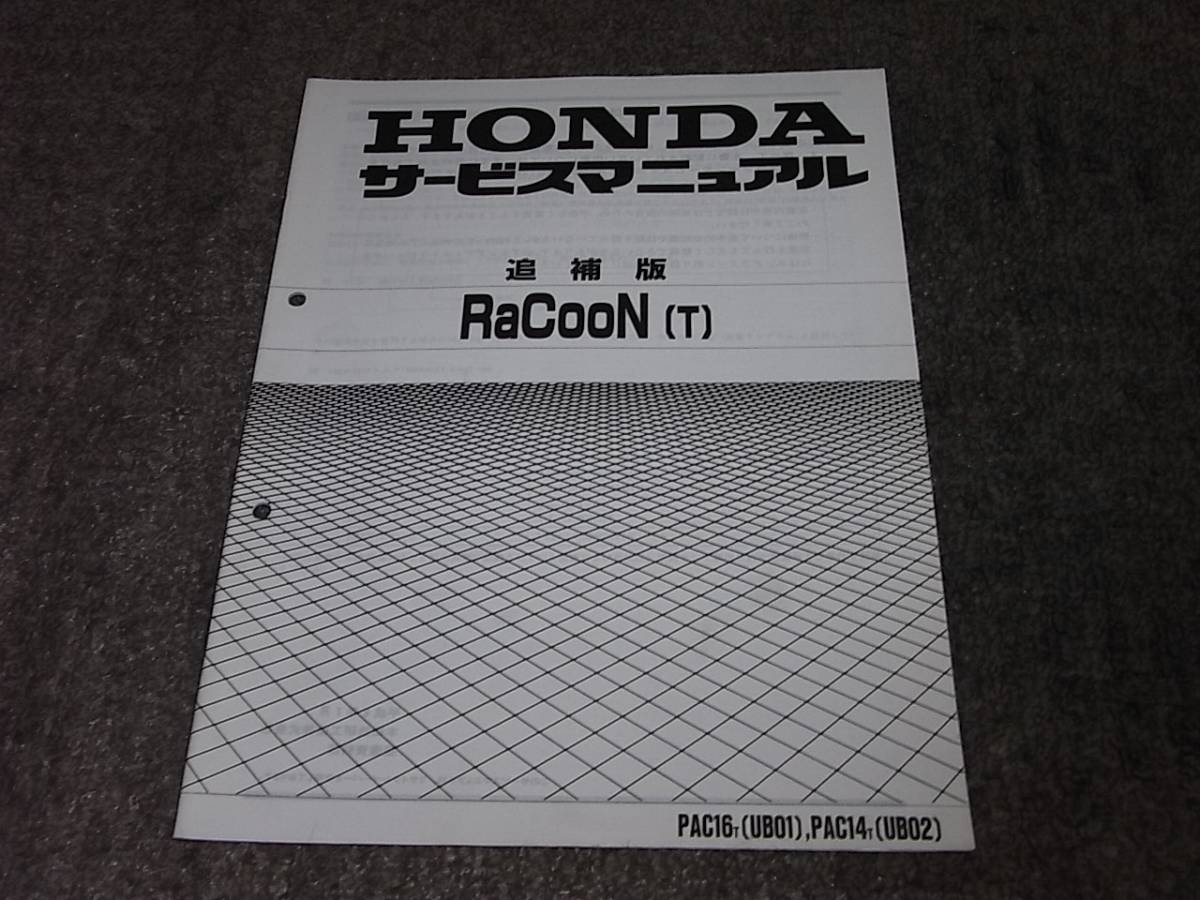 HONDA
サービスマニュアル
追補版
RaCooN (T)
PAC16T(UB01),PAC14T(UB02)